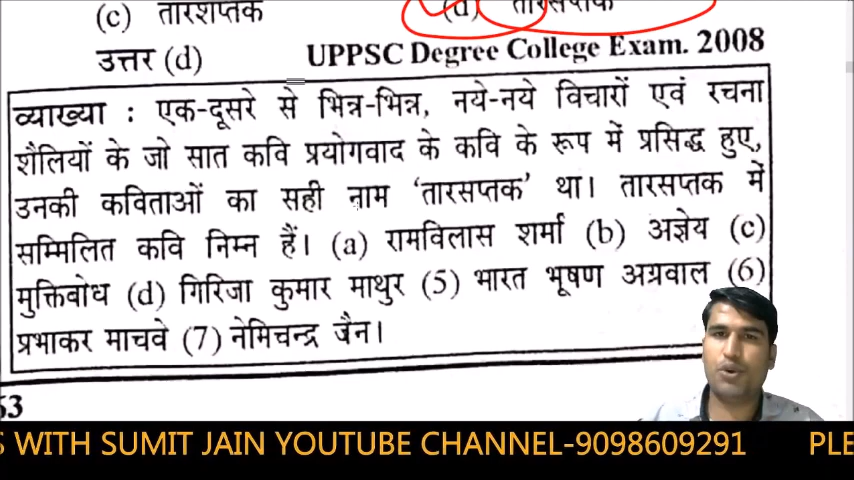 (c) तारशप्तक (d) तारसप्तक
उत्तर (d) UPPSC Degree College Exam. 2008
व्याख्या : एक-दूसरे से भिन्न-भिन्न, नये-नये विचारों एवं रचना
शैलियों के जो सात कवि प्रयोगवाद के कवि के रूप में प्रसिद्ध हुए,
उनकी कविताओं का सही नाम ‘तारसप्तक’ था। तारसप्तक में
सम्मिलित कवि निम्न हैं। (a) रामविलास शर्मा (b) अज्ञेय (c)
मुक्तिबोध (d) गिरिजा कुमार माथुर (5) भारत भूषण अग्रवाल (6)
प्रभाकर माचवे (7) नेमिचन्द्र जैन।
53
WITH SUMIT JAIN YOUTUBE CHANNEL-9098609291